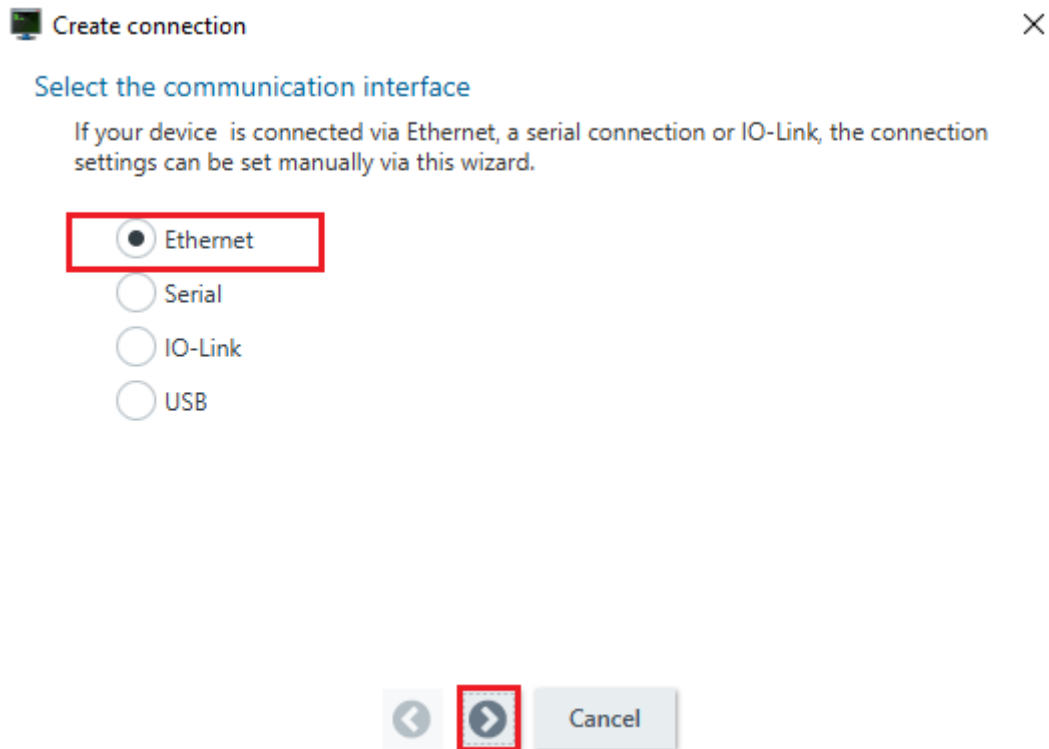 Create connection
Select the communication interface
If your device  is connected via Ethernet, a serial connection or IO-Link, the connection
settings can be set manually via this wizard.
Ethernet
Serial
IO-Link
USB
Cancel